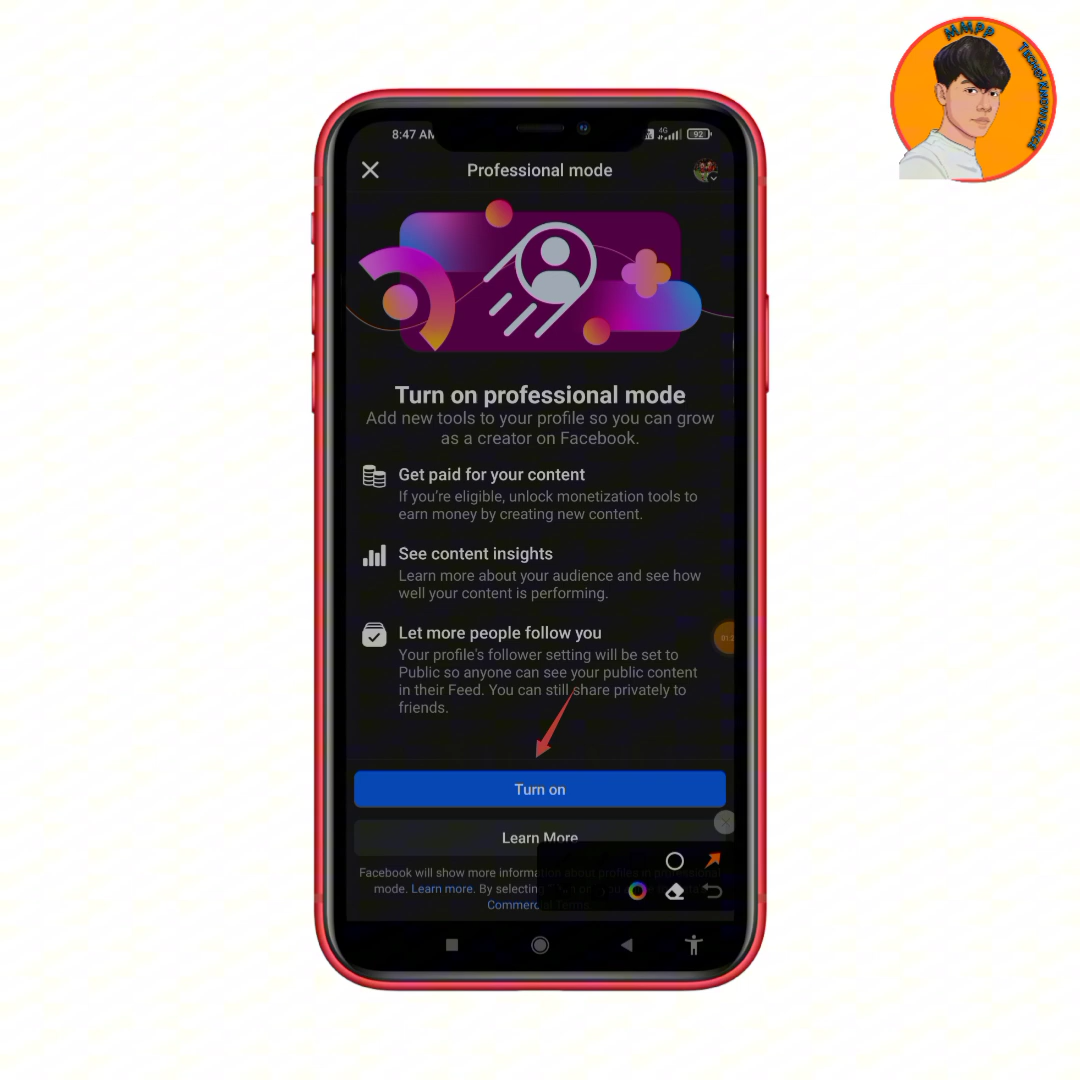 MMPP
Techal Knowledge
8:47 AM
4G
92
Professional mode
Turn on professional mode
Add new tools to your profile so you can grow
as a creator on Facebook.
Get paid for your content
If you're eligible, unlock monetization tools to
earn money by creating new content.
See content insights
Learn more about your audience and see how
well your content is performing.
Let more people follow you
Your profile's follower setting will be set to
Public so anyone can see your public content
in their Feed. You can still share privately to
friends.
Turn on
Learn More
Facebook will show more information about profiles in professional
mode. Learn more. By selecting